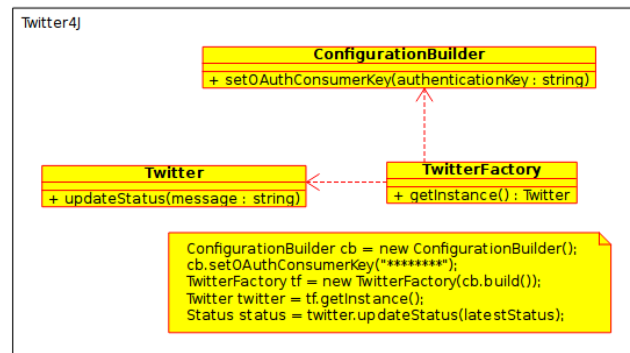 Twitter4J
ConfigurationBuilder
+ setOAuthConsumerKey(authenticationKey : string)
Twitter
+ updateStatus(message : string)
TwitterFactory
+ getInstance() : Twitter
ConfigurationBuilder cb = new ConfigurationBuilder();
cb.setOAuthConsumerKey("********");
TwitterFactory tf = new TwitterFactory(cb.build());
Twitter twitter = tf.getInstance();
Status status = twitter.updateStatus(latestStatus);